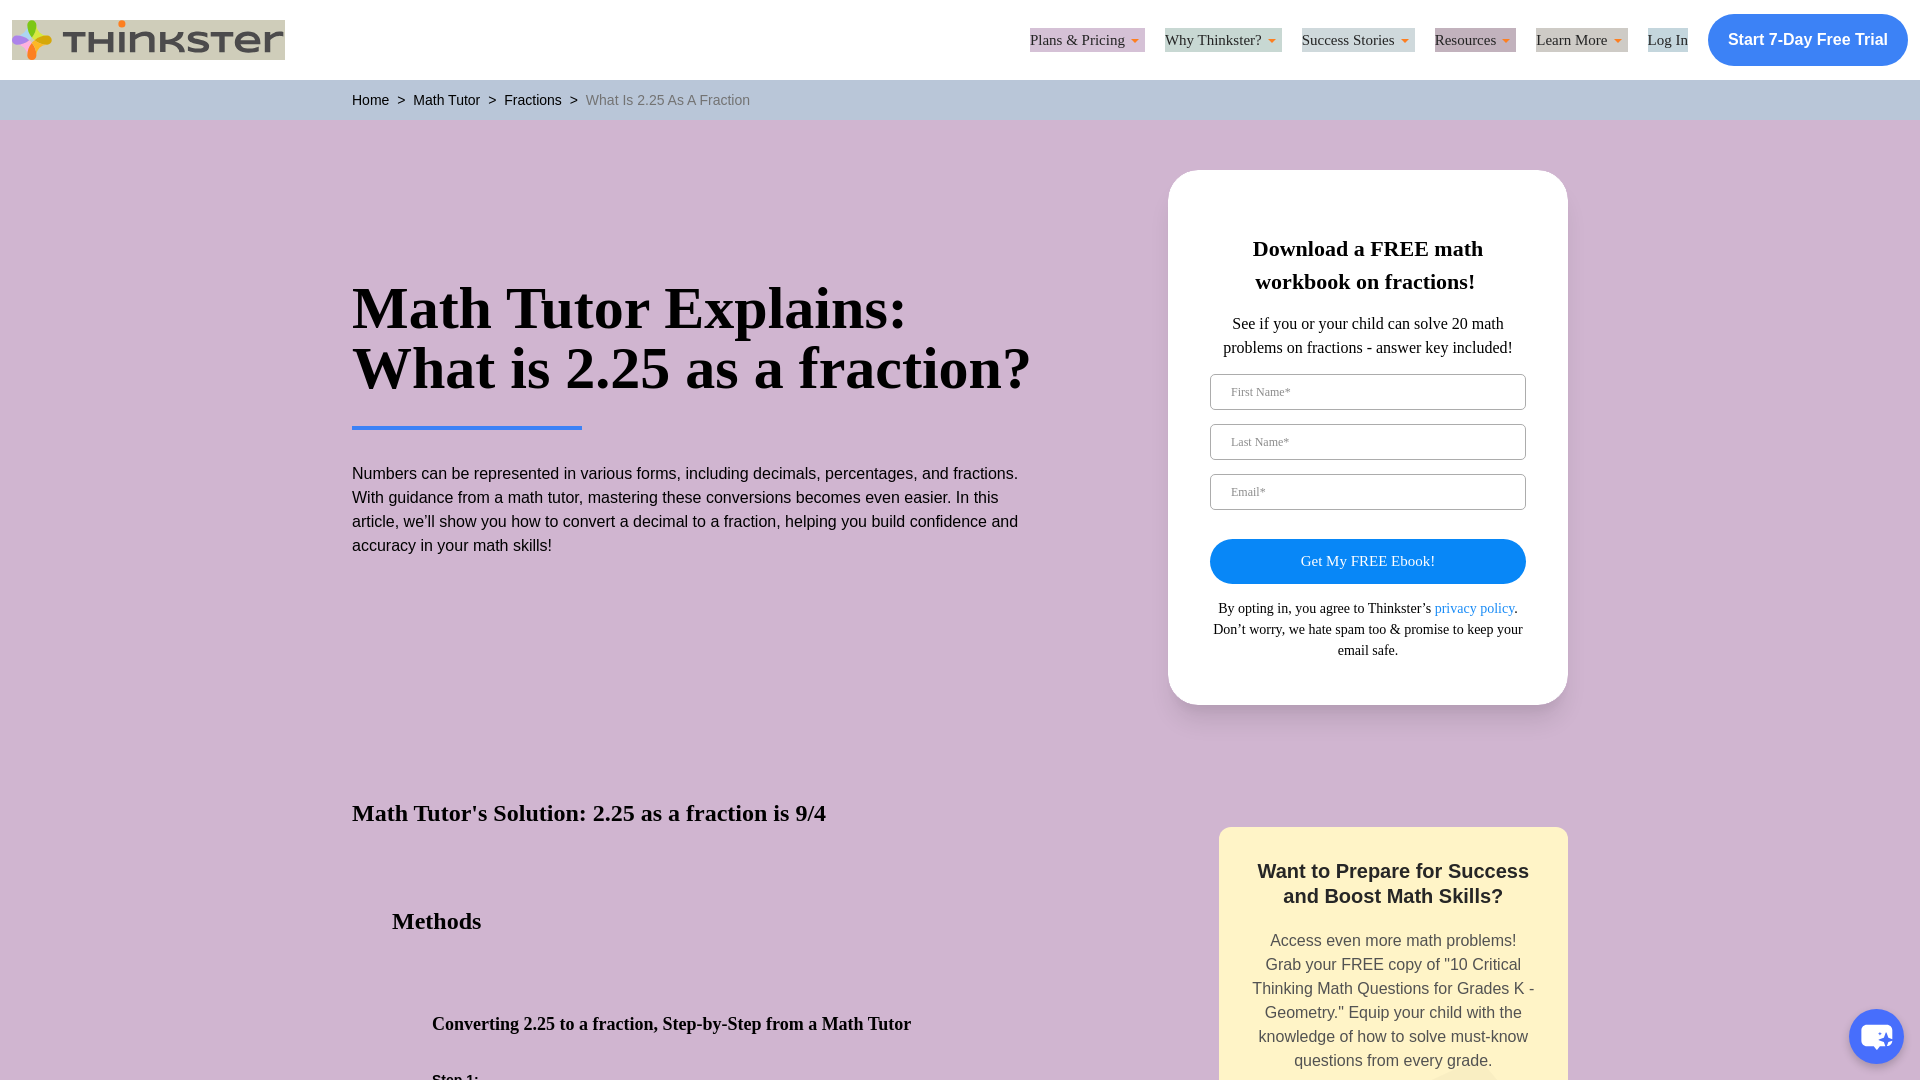 THINKSTER
Plans & Pricing
Why Thinkster?
Success Stories
Resources
Learn More
Log In
Start 7-Day Free Trial
Home > Math Tutor > Fractions > What Is 2.25 As A Fraction
Math Tutor Explains:
What is 2.25 as a fraction?
Numbers can be represented in various forms, including decimals, percentages, and fractions.
With guidance from a math tutor, mastering these conversions becomes even easier. In this
article, we’ll show you how to convert a decimal to a fraction, helping you build confidence and
accuracy in your math skills!
Download a FREE math
workbook on fractions!
See if you or your child can solve 20 math
problems on fractions - answer key included!
First Name*
Last Name*
Email*
Get My FREE Ebook!
By opting in, you agree to Thinkster’s privacy policy.
Don’t worry, we hate spam too & promise to keep your
email safe.
Math Tutor's Solution: 2.25 as a fraction is 9/4
Methods
Converting 2.25 to a fraction, Step-by-Step from a Math Tutor
Step 1:
Want to Prepare for Success
and Boost Math Skills?
Access even more math problems!
Grab your FREE copy of "10 Critical
Thinking Math Questions for Grades K -
Geometry." Equip your child with the
knowledge of how to solve must-know
questions from every grade.